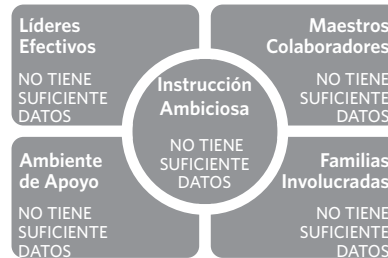 Líderes
Efectivos
NO TIENE
SUFICIENTE
DATOS
Maestros
Colaboradores
NO TIENE
SUFICIENTE
DATOS
Instrucción
Ambiciosa
NO TIENE
SUFICIENTE
DATOS
Ambiente
de Apoyo
NO TIENE
SUFICIENTE
DATOS
Familias
Involucradas
NO TIENE
SUFICIENTE
DATOS